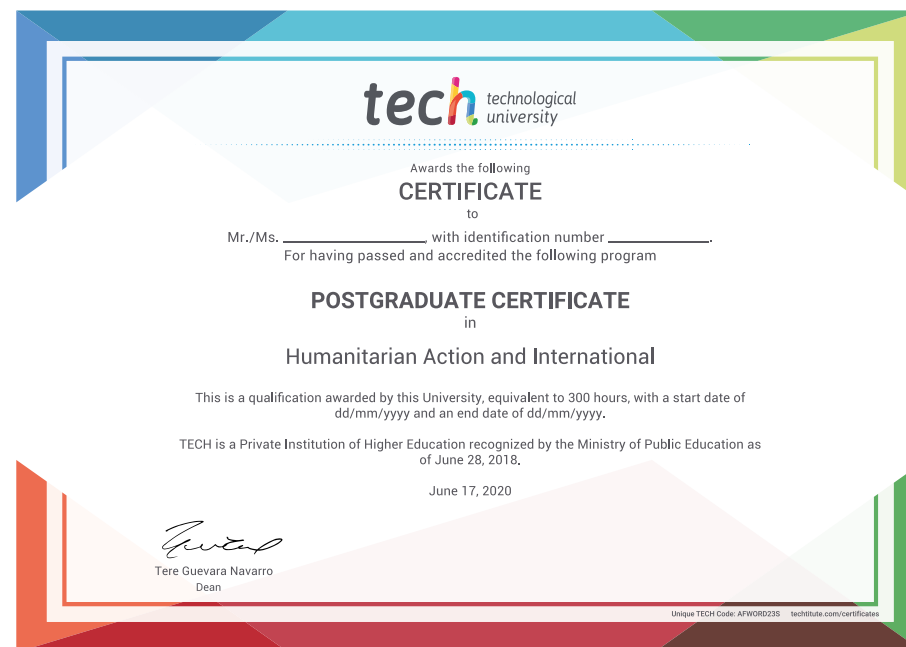 tech technological
university
Awards the following
CERTIFICATE
to
Mr./Ms. ____________, with identification number ____________.
For having passed and accredited the following program
POSTGRADUATE CERTIFICATE
in
Humanitarian Action and International
This is a qualification awarded by this University, equivalent to 300 hours, with a start date of
dd/mm/yyyy and an end date of dd/mm/yyyy.
TECH is a Private Institution of Higher Education recognized by the Ministry of Public Education as
of June 28, 2018.
June 17, 2020
Tere Guevara Navarro
Dean
Unique TECH Code: AFWORD23S techtitute.com/certificates